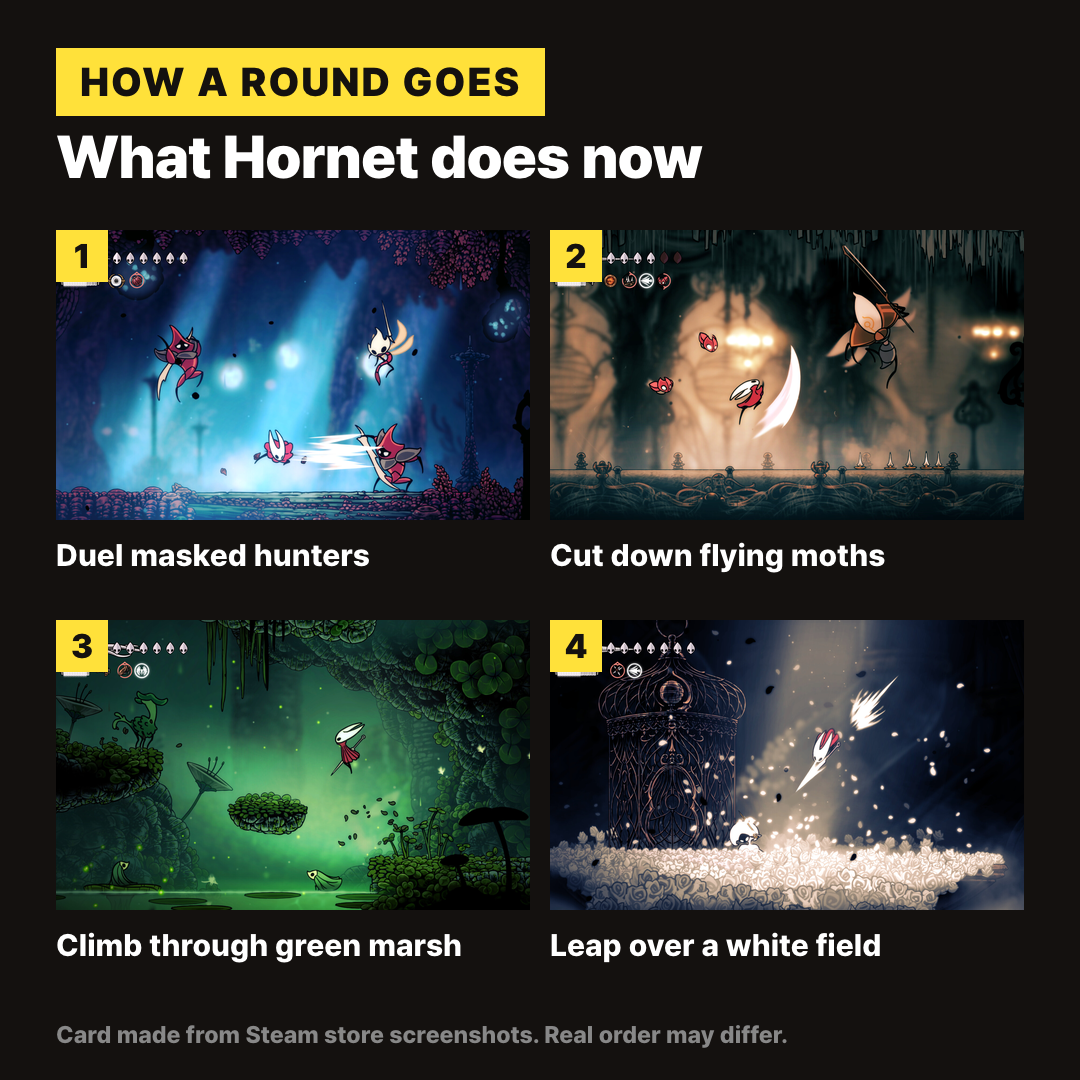 HOW A ROUND GOES
What Hornet does now
1
2
Duel masked hunters
Cut down flying moths
3
4
Climb through green marsh
Leap over a white field
Card made from Steam store screenshots. Real order may differ.